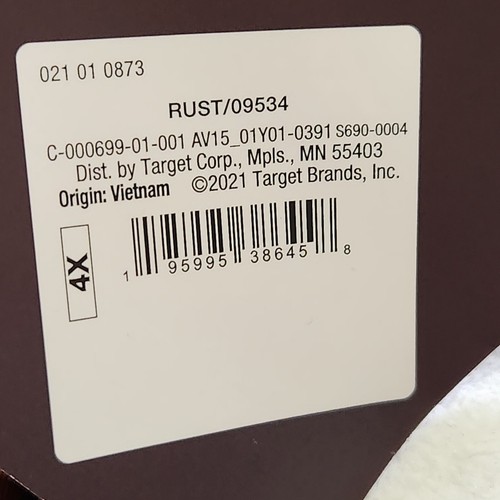 021 01 0873
RUST/09534
C-000699-01-001 AV15_01Y01-0391 S690-0004
Dist. by Target Corp., Mpls., MN 55403
Origin: Vietnam ©2021 Target Brands, Inc.
4X
1 95995 38645 8